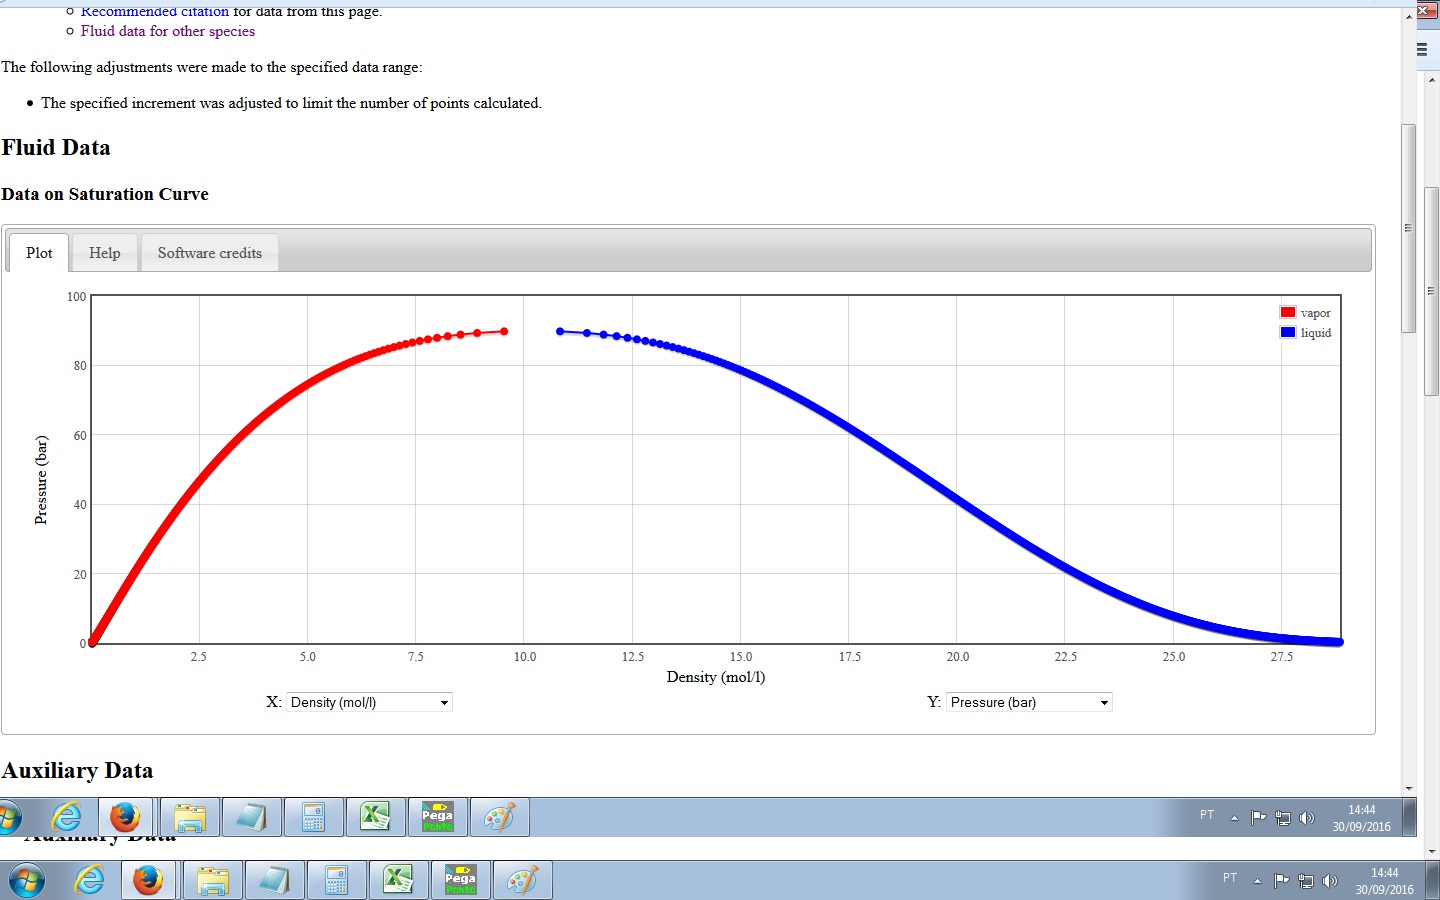 Recommended citation for data from this page.
Fluid data for other species
The following adjustments were made to the specified data range:
The specified increment was adjusted to limit the number of points calculated.
Fluid Data
Data on Saturation Curve
Plot Help Software credits
100
80
60
40
20
0
Pressure (bar)
vapor
liquid
2.5 5.0 7.5 10.0 12.5 15.0 17.5 20.0 22.5 25.0 27.5
Density (mol/l)
X: Density (mol/l) Y: Pressure (bar)
Auxiliary Data
Pega
Ponto
PT
14:44
30/09/2016
Auxiliary Data
Pega
Ponto
PT
14:44
30/09/2016